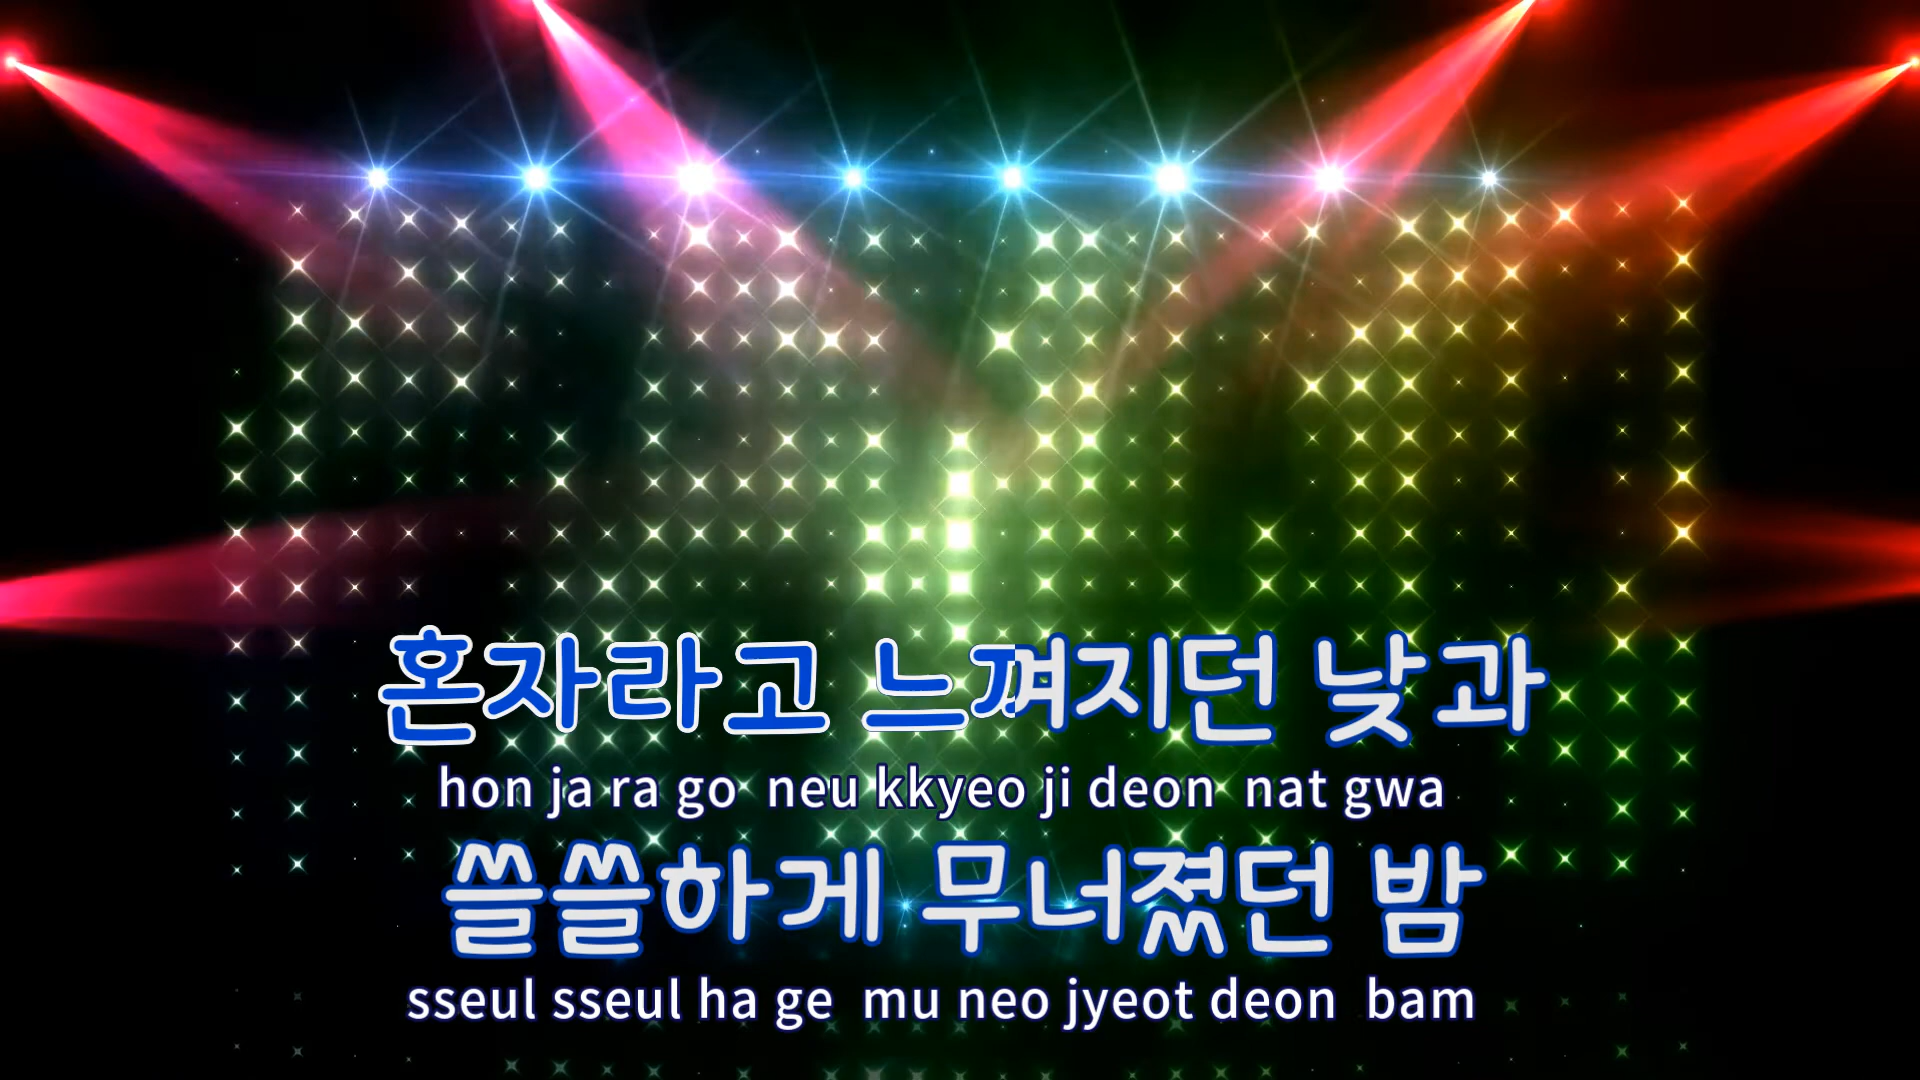 혼자라고 느껴지던 낮과
hon ja ra go neu kkyeo ji deon nat gwa
쓸쓸하게 무너졌던 밤
sseul sseul ha ge mu neo jyeot deon bam